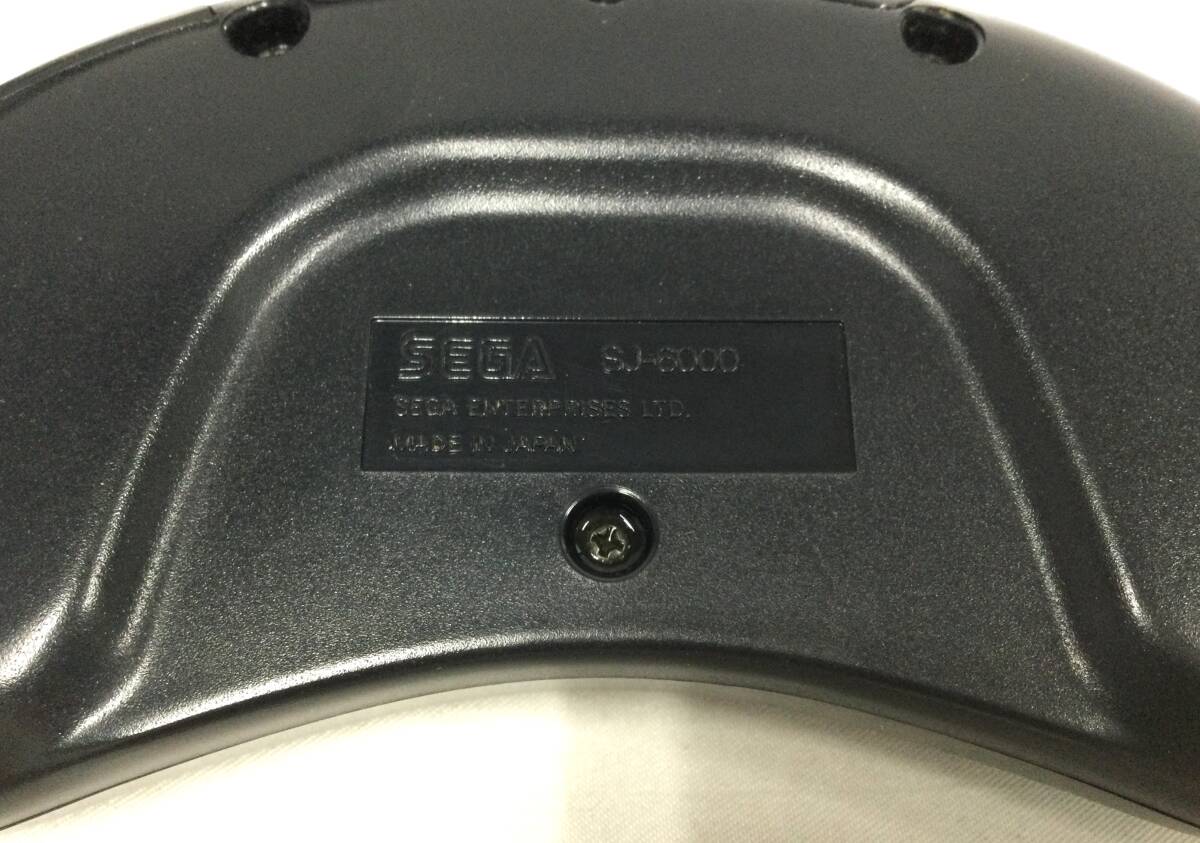 SEGA SJ-6000
SEGA ENTERPRISES LTD.
MADE IN JAPAN